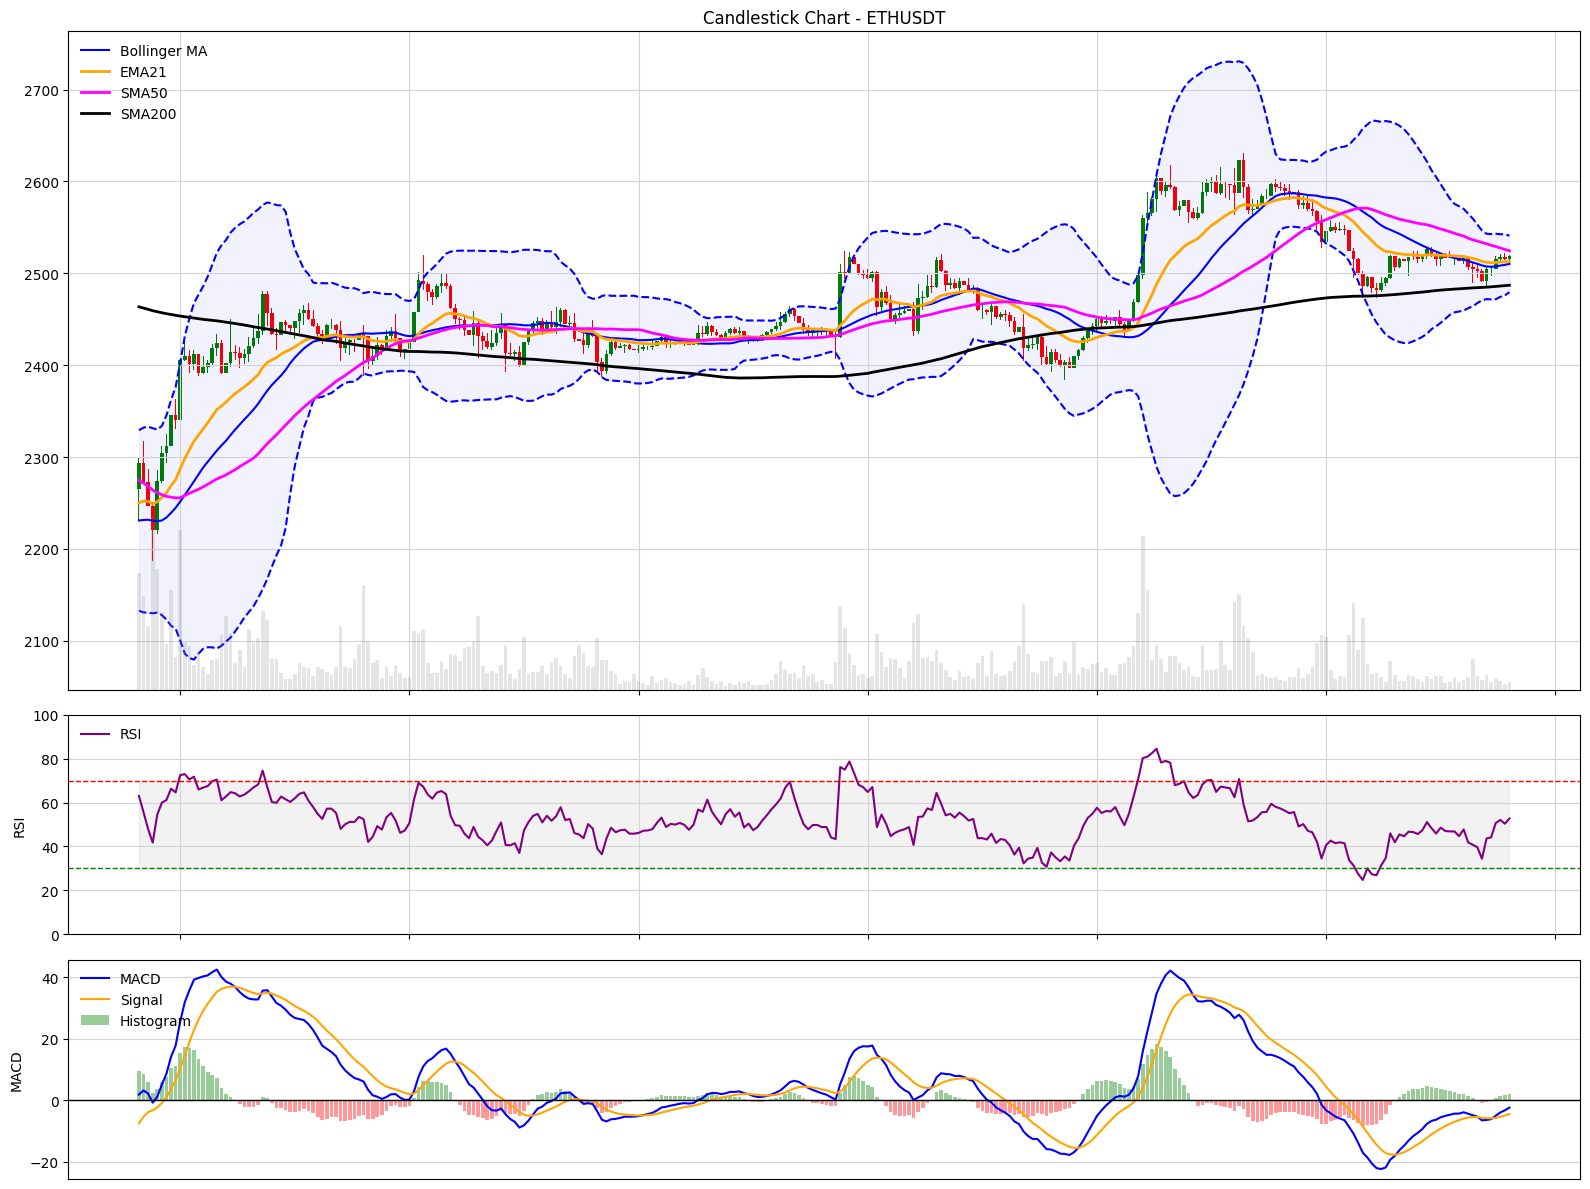 Candlestick Chart - ETHUSDT
Bollinger MA
EMA21
SMA50
SMA200
2700
2600
2500
2400
2300
2200
2100
RSI
100
80
60
40
20
0
RSI
MACD
Signal
Histogram
40
20
0
−20
MACD